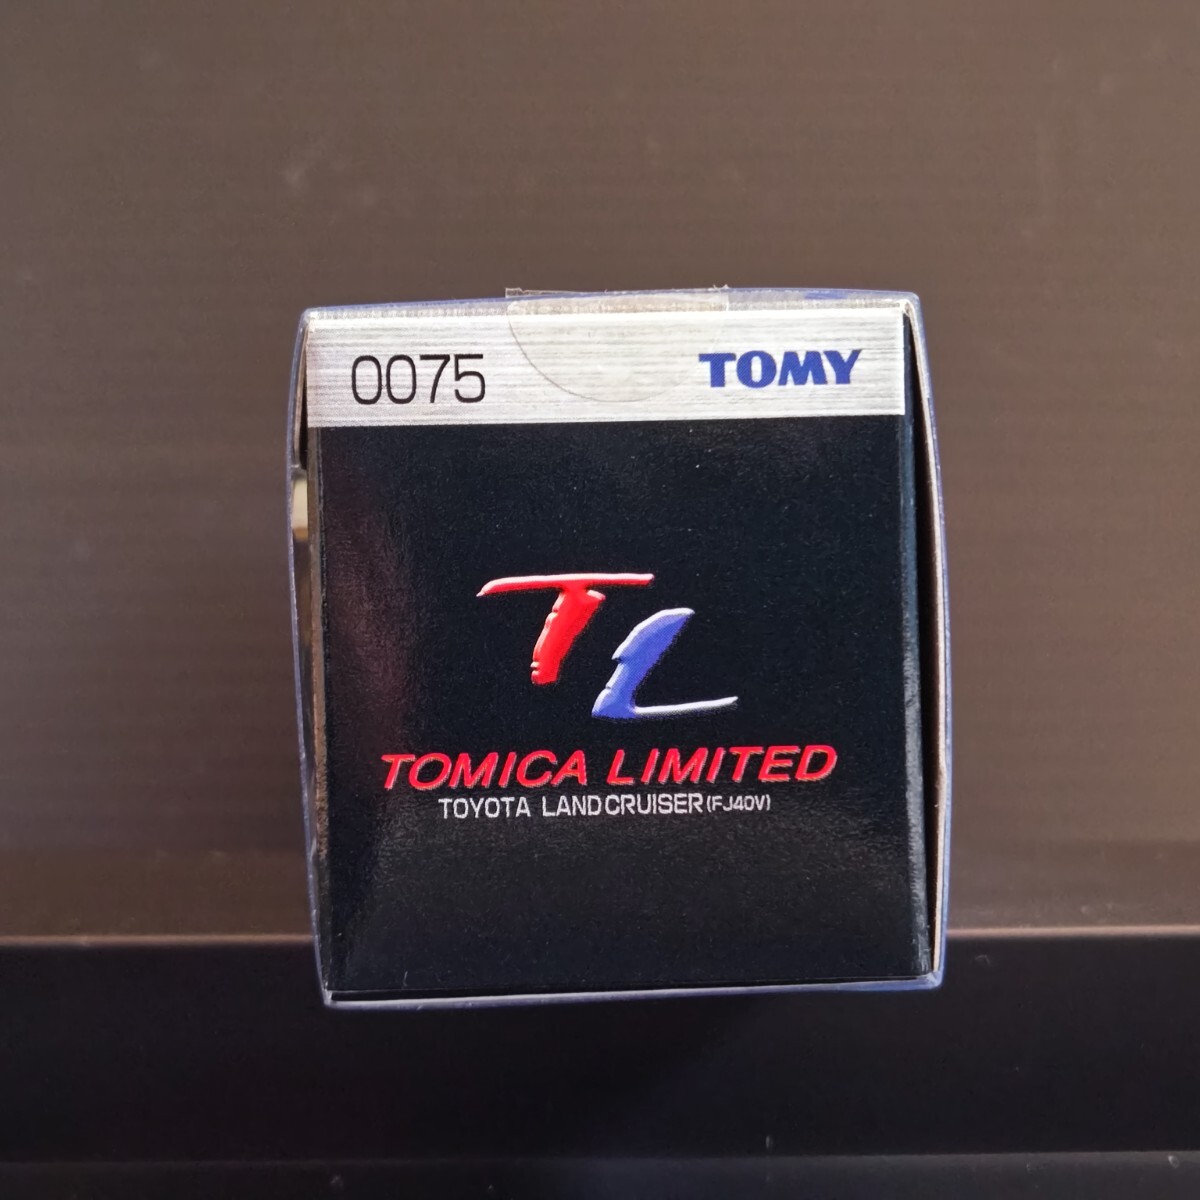 0075 TOMY
TL
TOMICA LIMITED
TOYOTA LANDCRUISER(FJ40V)